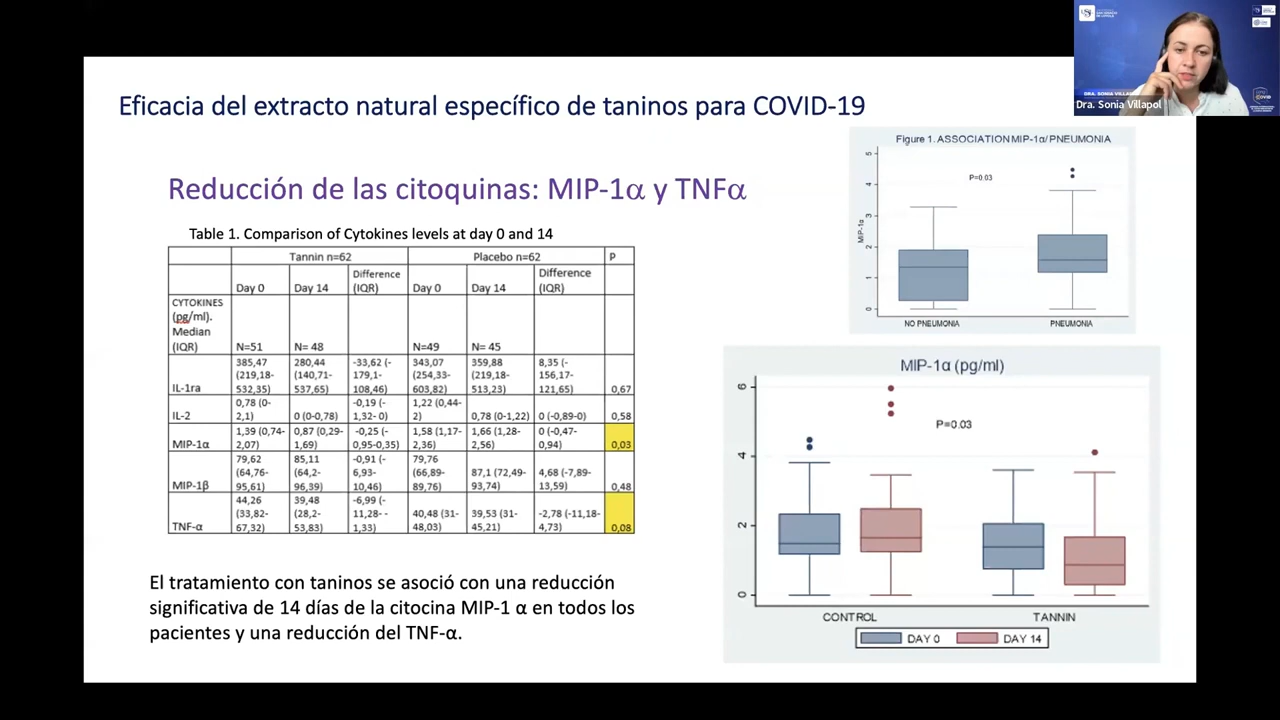 Eficacia del extracto natural específico de taninos para COVID-19
Reducción de las citoquinas: MIP-1α y TNFα
Table 1. Comparison of Cytokines levels at day 0 and 14
Tannin n=62 Placebo n=62 P
Day 0 Day 14 Difference (IQR) Day 0 Day 14 Difference (IQR)
CYTOKINES (pg/ml). Median (IQR) N=51 N= 48 N=49 N= 45
IL-1ra 385,47 (219,18-532,35) 280,44 (140,71-537,65) -33,62 (-179,1-108,46) 343,07 (254,33-603,82) 359,88 (219,18-513,23) 8,35 (-156,17-121,65) 0,67
IL-2 0,78 (0-2,1) 0 (0-0,78) -0,19 (-1,32- 0) 1,22 (0,44-2) 0,78 (0-1,22) 0 (-0,89-0) 0,58
MIP-1α 1,39 (0,74-2,07) 0,87 (0,29-1,69) -0,25 (-0,95-0,35) 1,58 (1,17-2,36) 1,66 (1,28-2,56) 0 (-0,47-0,94) 0,03
MIP-1β 79,62 (64,76-95,61) 85,11 (64,2-96,39) -0,91 (-6,93-10,46) 79,76 (66,89-89,76) 87,1 (72,49-93,74) 4,68 (-7,89-13,59) 0,48
TNF-α 44,26 (33,82-67,32) 39,48 (28,2-53,83) -6,99 (-11,28- -1,33) 40,48 (31-48,03) 39,53 (31-45,21) -2,78 (-11,18-4,73) 0,08
El tratamiento con taninos se asoció con una reducción
significativa de 14 días de la citocina MIP-1 α en todos los
pacientes y una reducción del TNF-α.
Figure 1. ASSOCIATION MIP-1α/ PNEUMONIA
P=0.03
MIP-1α
5
4
3
2
1
0
NO PNEUMONIA PNEUMONIA
MIP-1α (pg/ml)
P=0.03
6
4
2
0
CONTROL TANNIN
DAY 0 DAY 14
Dra. Sonia Villapol